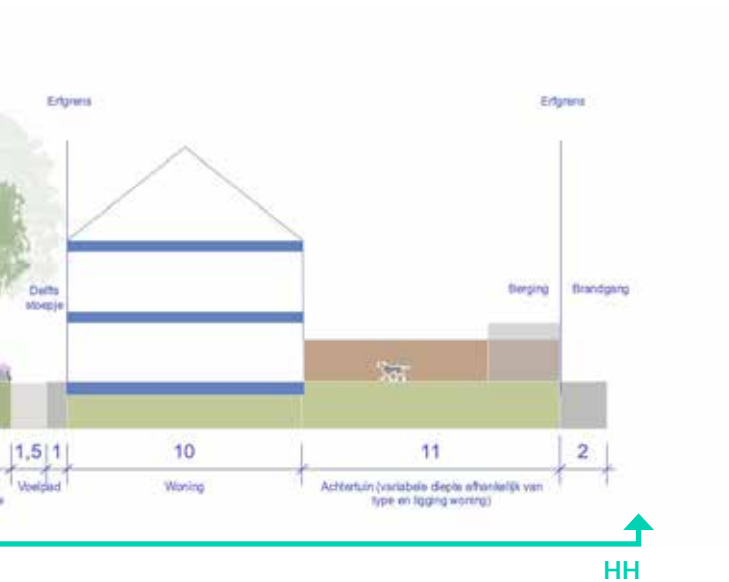 Erfgrens
Erfgrens
Delfts
stoepje
Berging
Brandgang
1,5
1
10
11
2
Voetpad
Woning
Achtertuin (variabele diepte afhankelijk van
type en ligging woning)
HH